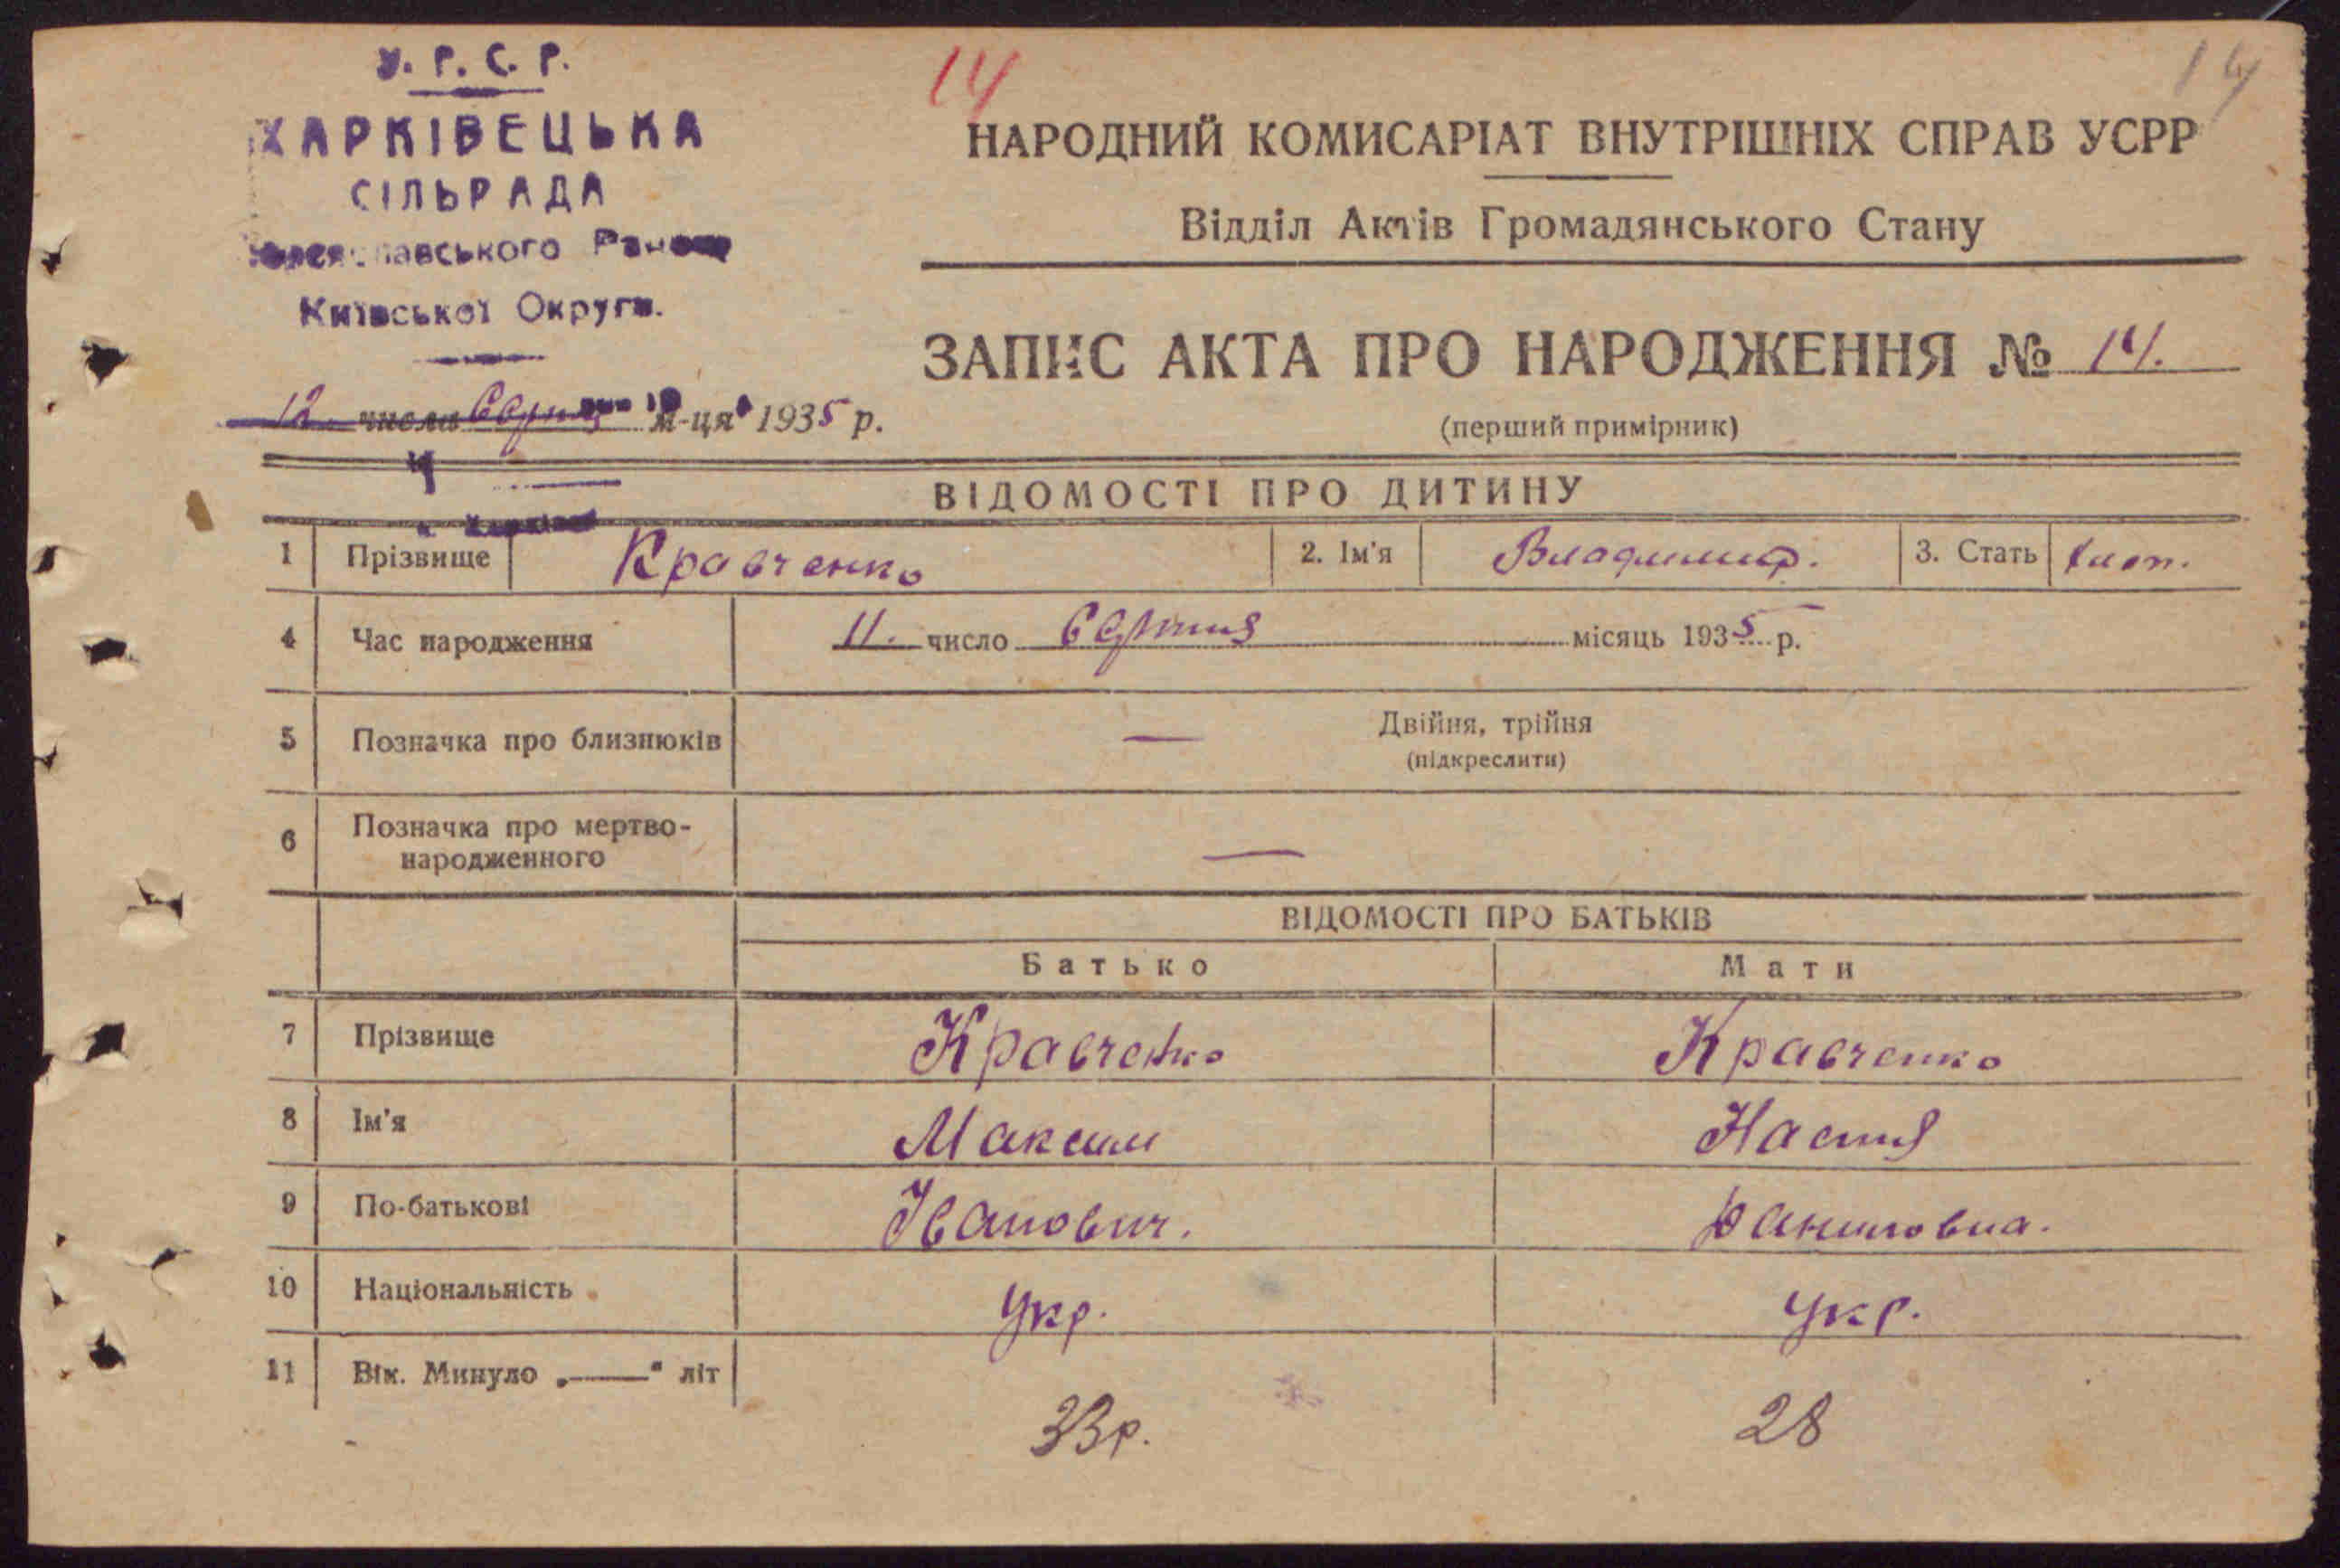 У. Р. С. Р.
ХАРКІВЕЦЬКА
СІЛЬРАДА
Київської Округи.
14
14
НАРОДНИЙ КОМИСАРІАТ ВНУТРІШНІХ СПРАВ УСРР
Відділ Актів Громадянського Стану
ЗАПИС АКТА ПРО НАРОДЖЕННЯ № 14.
(перший примірник)
12 числа Серпня м-ця 1935 р.
ВІДОМОСТІ ПРО ДИТИНУ
1 Прізвище Кравченко 2. Ім'я Владимир. 3. Стать
4 Час народження 11. число Серпня місяць 1935 р.
5 Позначка про близнюків — Двійня, трійня
(підкреслити)
6 Позначка про мертво-
народженного —
ВІДОМОСТІ ПРО БАТЬКІВ
Батько Мати
7 Прізвище Кравченко Кравченко
8 Ім'я Максим Настя
9 По-батькові Іванович. Даниловна.
10 Національність Укр. Укр.
11 Вік. Минуло „——" літ 33р. 28